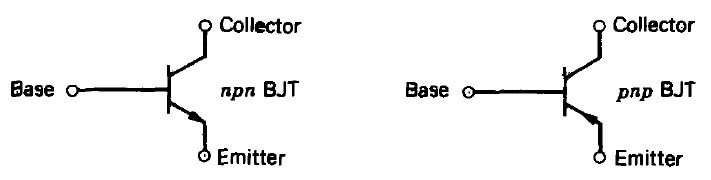 Collector
Base
npn BJT
Emitter
Collector
Base
pnp BJT
Emitter